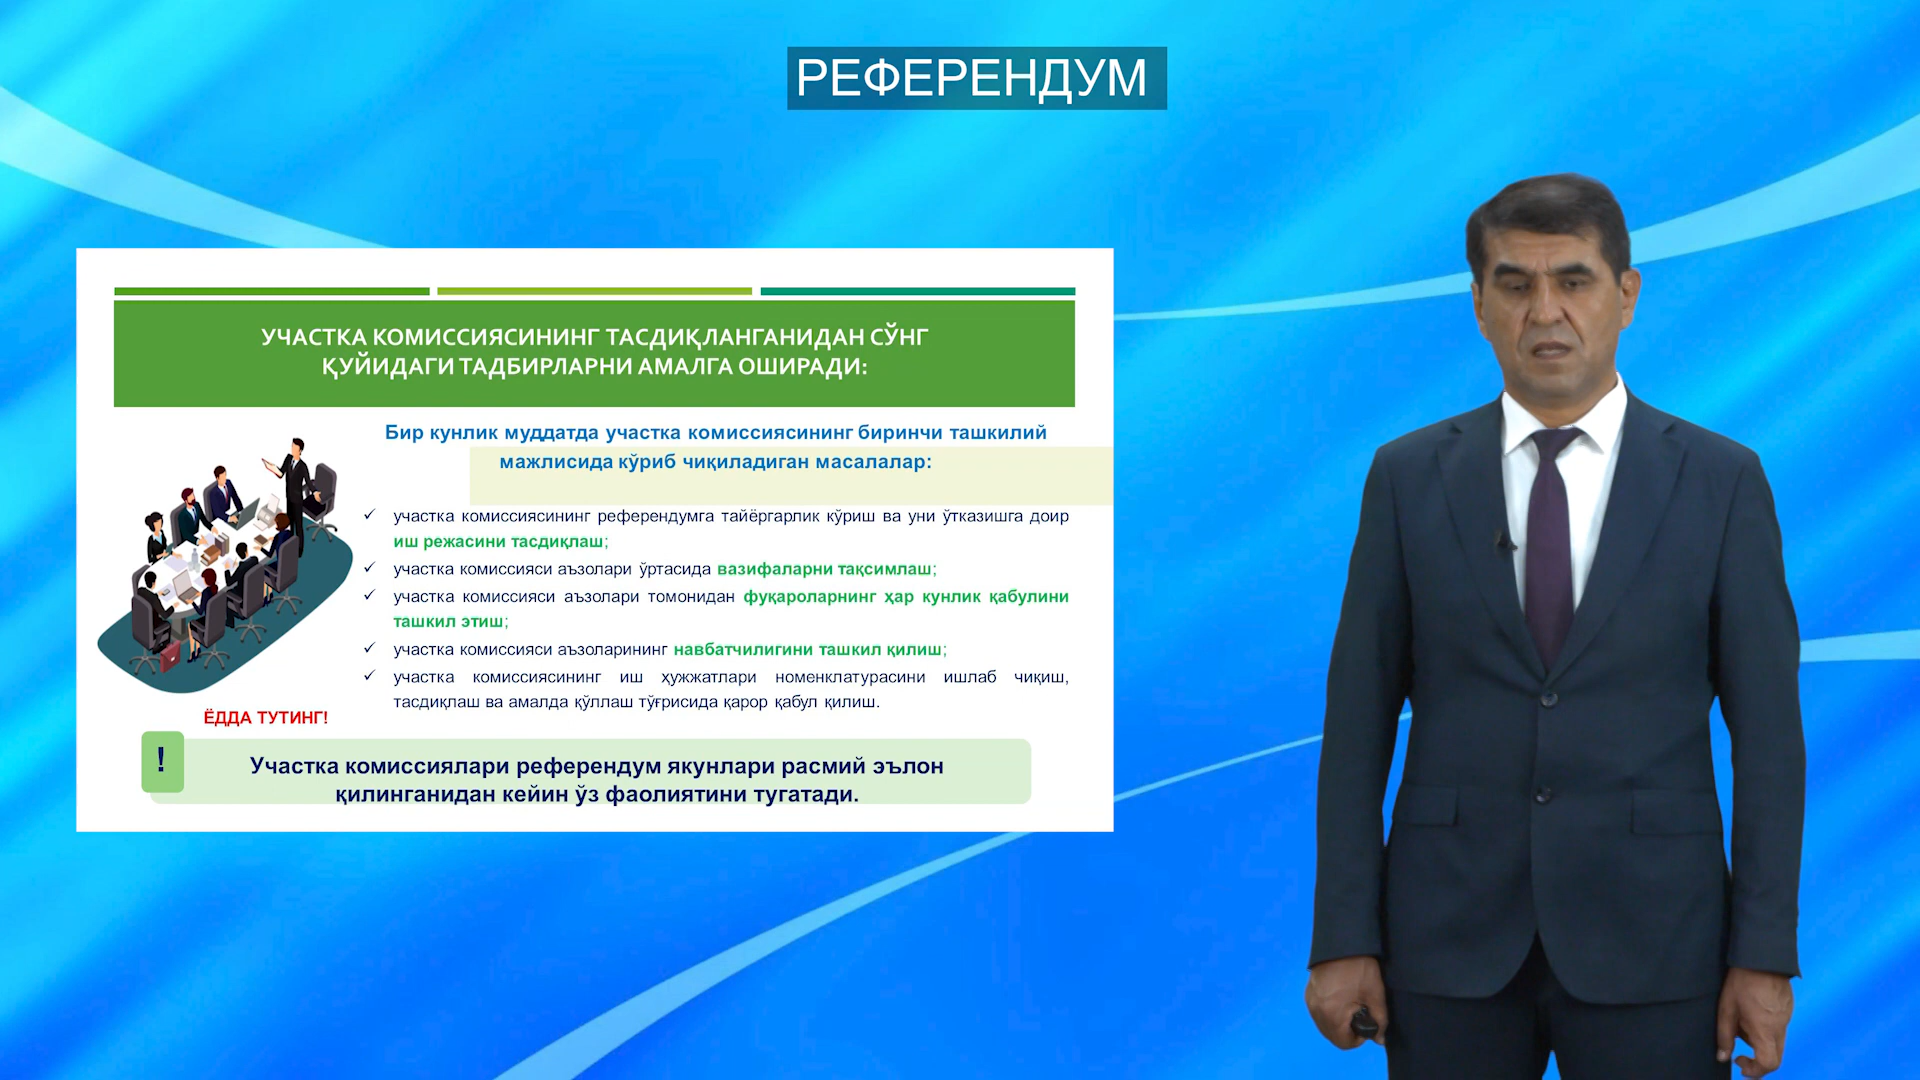 РЕФЕРЕНДУМ
УЧАСТКА КОМИССИЯСИНИНГ ТАСДИҚЛАНГАНИДАН СЎНГ
ҚУЙИДАГИ ТАДБИРЛАРНИ АМАЛГА ОШИРАДИ:
Бир кунлик муддатда участка комиссиясининг биринчи ташкилий
мажлисида кўриб чиқиладиган масалалар:
✓ участка комиссиясининг референдумга тайёргарлик кўриш ва уни ўтказишга доир
иш режасини тасдиқлаш;
✓ участка комиссияси аъзолари ўртасида вазифаларни тақсимлаш;
✓ участка комиссияси аъзолари томонидан фуқароларнинг ҳар кунлик қабулини
ташкил этиш;
✓ участка комиссияси аъзоларининг навбатчилигини ташкил қилиш;
✓ участка комиссиясининг иш ҳужжатлари номенклатурасини ишлаб чиқиш,
тасдиқлаш ва амалда қўллаш тўғрисида қарор қабул қилиш.
ЁДДА ТУТИНГ!
!
Участка комиссиялари референдум якунлари расмий эълон
қилинганидан кейин ўз фаолиятини тугатади.